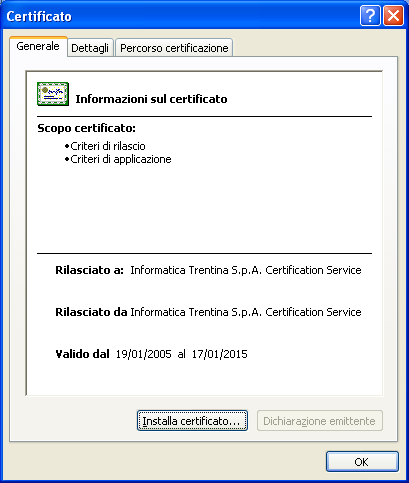 Certificato
Generale Dettagli Percorso certificazione
Informazioni sul certificato
Scopo certificato:
•Criteri di rilascio
•Criteri di applicazione
Rilasciato a: Informatica Trentina S.p.A. Certification Service
Rilasciato da Informatica Trentina S.p.A. Certification Service
Valido dal 19/01/2005 al 17/01/2015
Installa certificato... Dichiarazione emittente
OK